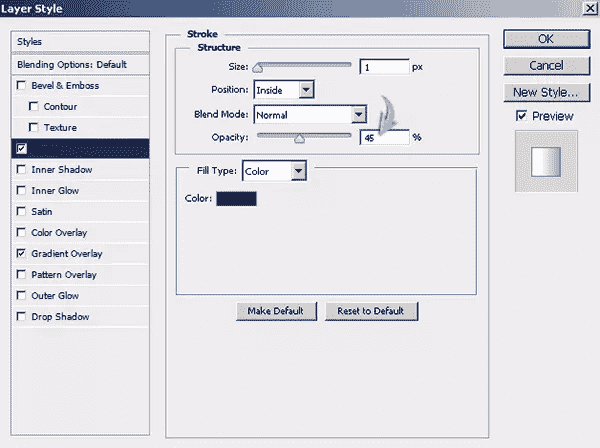 Layer Style
Styles
Blending Options: Default
Bevel & Emboss
Contour
Texture
Inner Shadow
Inner Glow
Satin
Color Overlay
Gradient Overlay
Pattern Overlay
Outer Glow
Drop Shadow
Stroke
Structure
Size: 1 px
Position: Inside
Blend Mode: Normal
Opacity: 45 %
Fill Type: Color
Color:
Make Default Reset to Default
OK
Cancel
New Style...
Preview